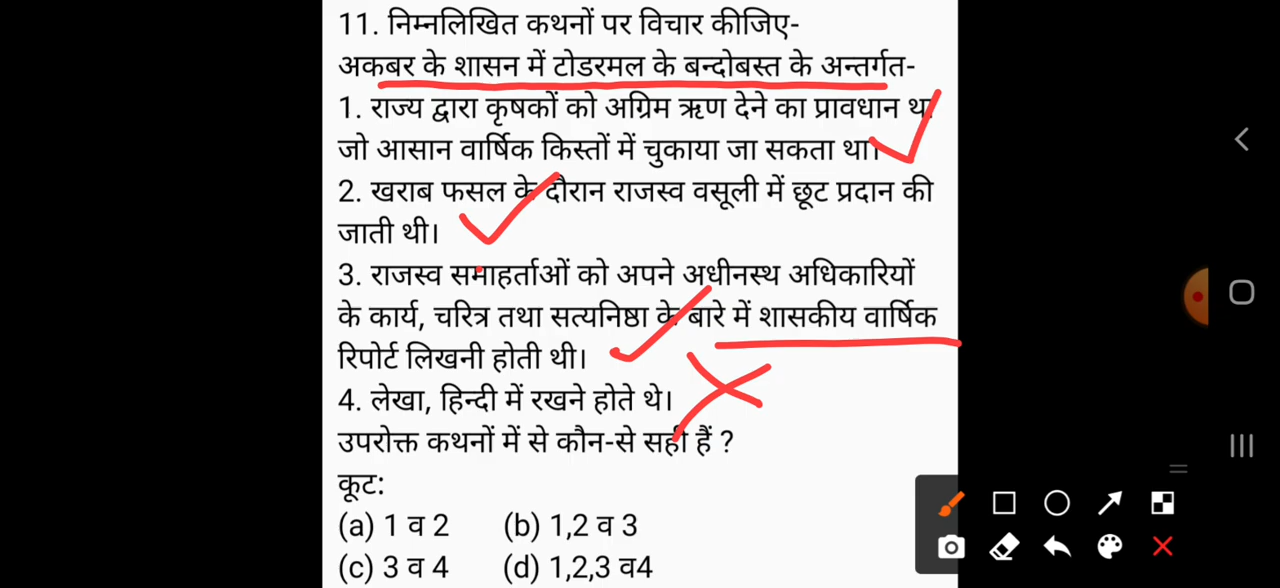 11. निम्नलिखित कथनों पर विचार कीजिए-
अकबर के शासन में टोडरमल के बन्दोबस्त के अन्तर्गत-
1. राज्य द्वारा कृषकों को अग्रिम ऋण देने का प्रावधान था
जो आसान वार्षिक किस्तों में चुकाया जा सकता था।
2. खराब फसल के दौरान राजस्व वसूली में छूट प्रदान की
जाती थी।
3. राजस्व समाहर्ताओं को अपने अधीनस्थ अधिकारियों
के कार्य, चरित्र तथा सत्यनिष्ठा के बारे में शासकीय वार्षिक
रिपोर्ट लिखनी होती थी।
4. लेखा, हिन्दी में रखने होते थे।
उपरोक्त कथनों में से कौन-से सही हैं ?
कूट:
(a) 1 व 2 (b) 1,2 व 3
(c) 3 व 4 (d) 1,2,3 व4